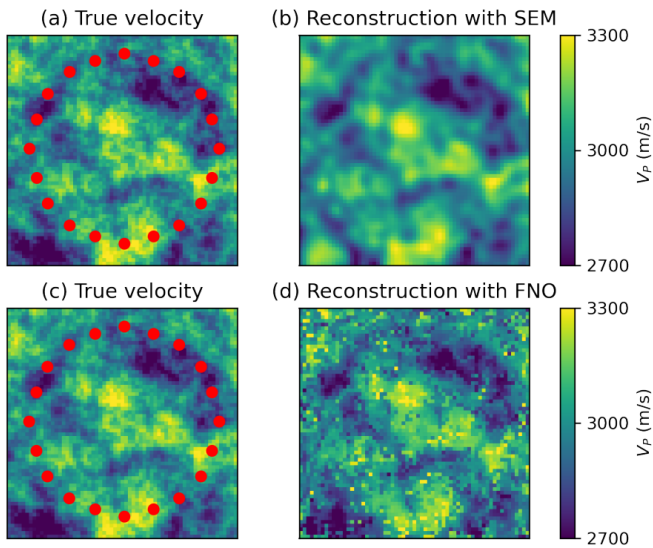 (a) True velocity
(b) Reconstruction with SEM
3300
3000
2700
V_P (m/s)
(c) True velocity
(d) Reconstruction with FNO
3300
3000
2700
V_P (m/s)